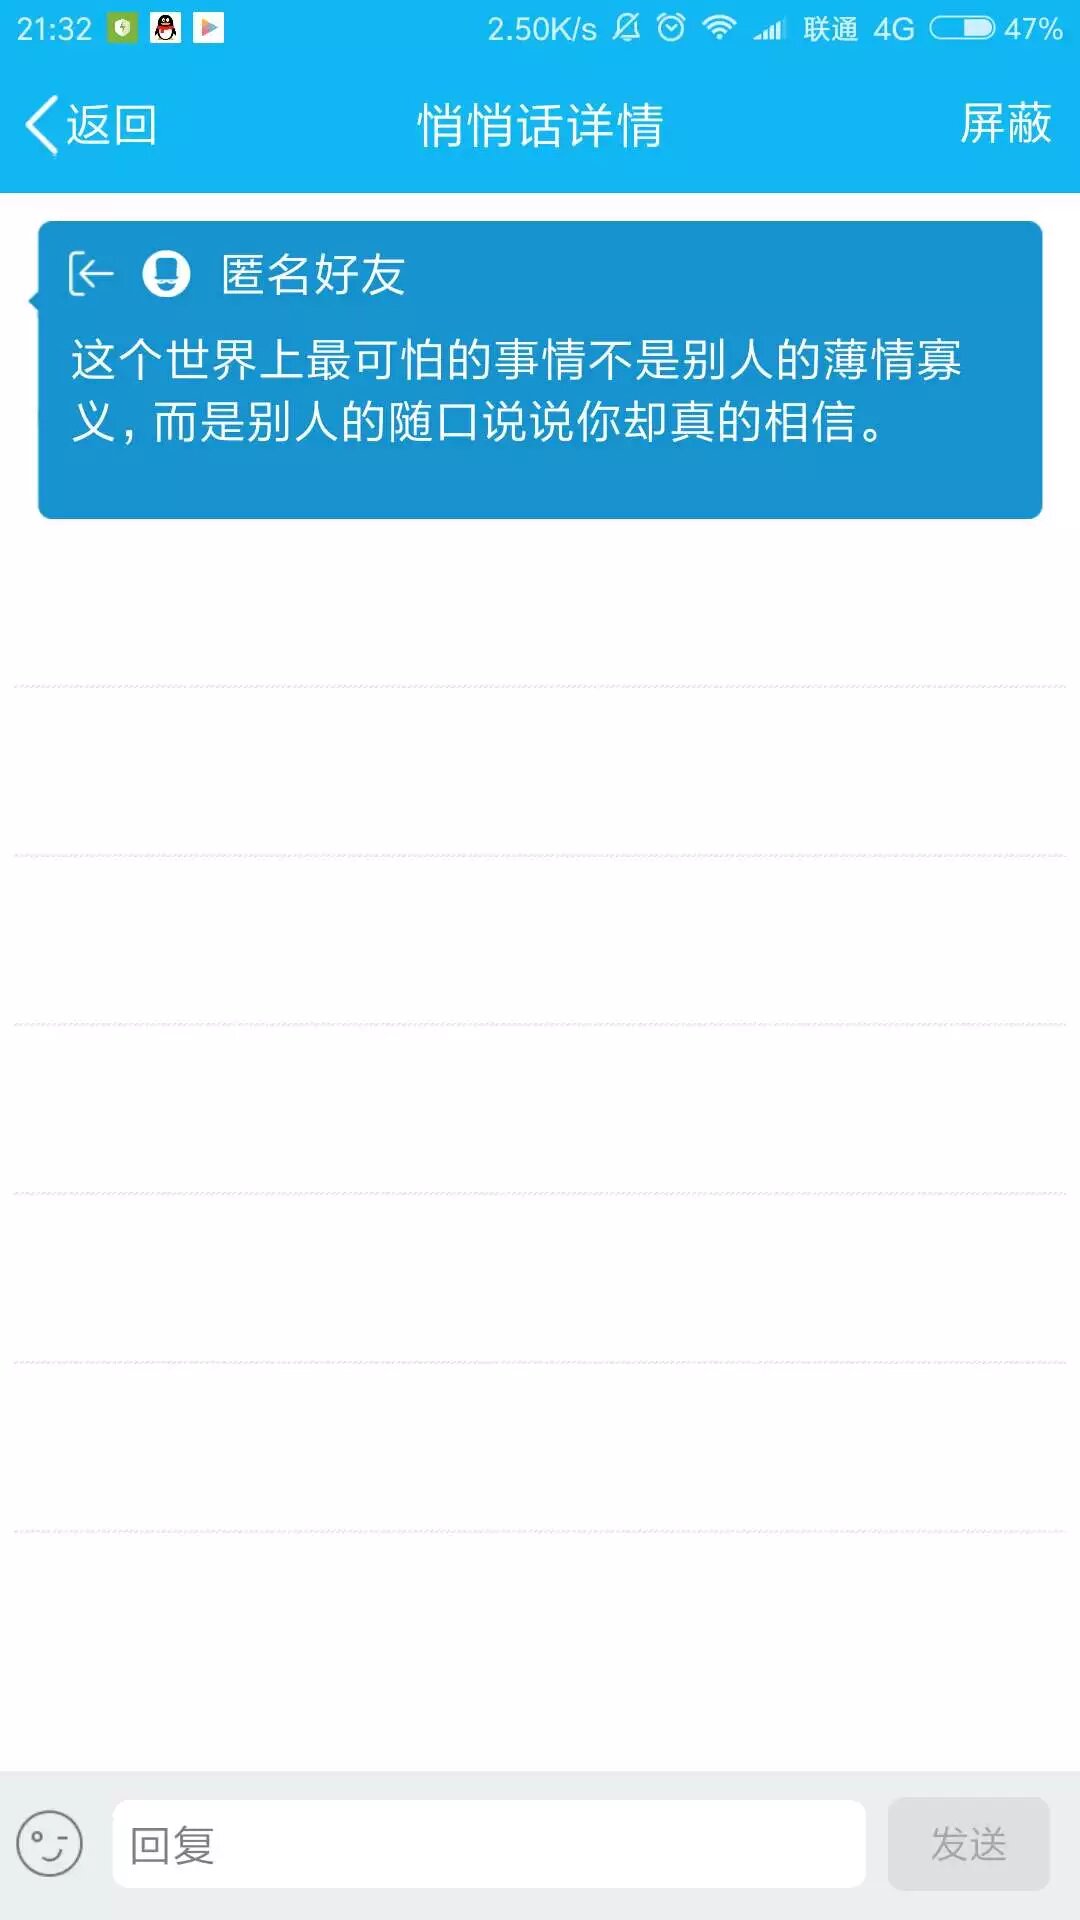 21:32 2.50K/s 联通 4G 47%
返回 悄悄话详情 屏蔽
匿名好友
这个世界上最可怕的事情不是别人的薄情寡
义，而是别人的随口说说你却真的相信。
回复 发送